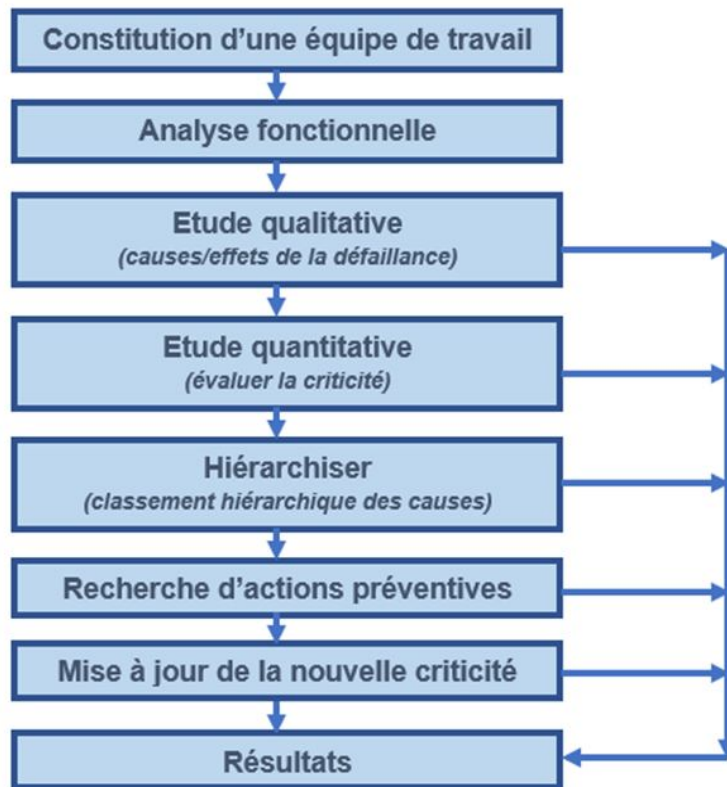 Constitution d'une équipe de travail
Analyse fonctionnelle
Etude qualitative
(causes/effets de la défaillance)
Etude quantitative
(évaluer la criticité)
Hiérarchiser
(classement hiérarchique des causes)
Recherche d'actions préventives
Mise à jour de la nouvelle criticité
Résultats